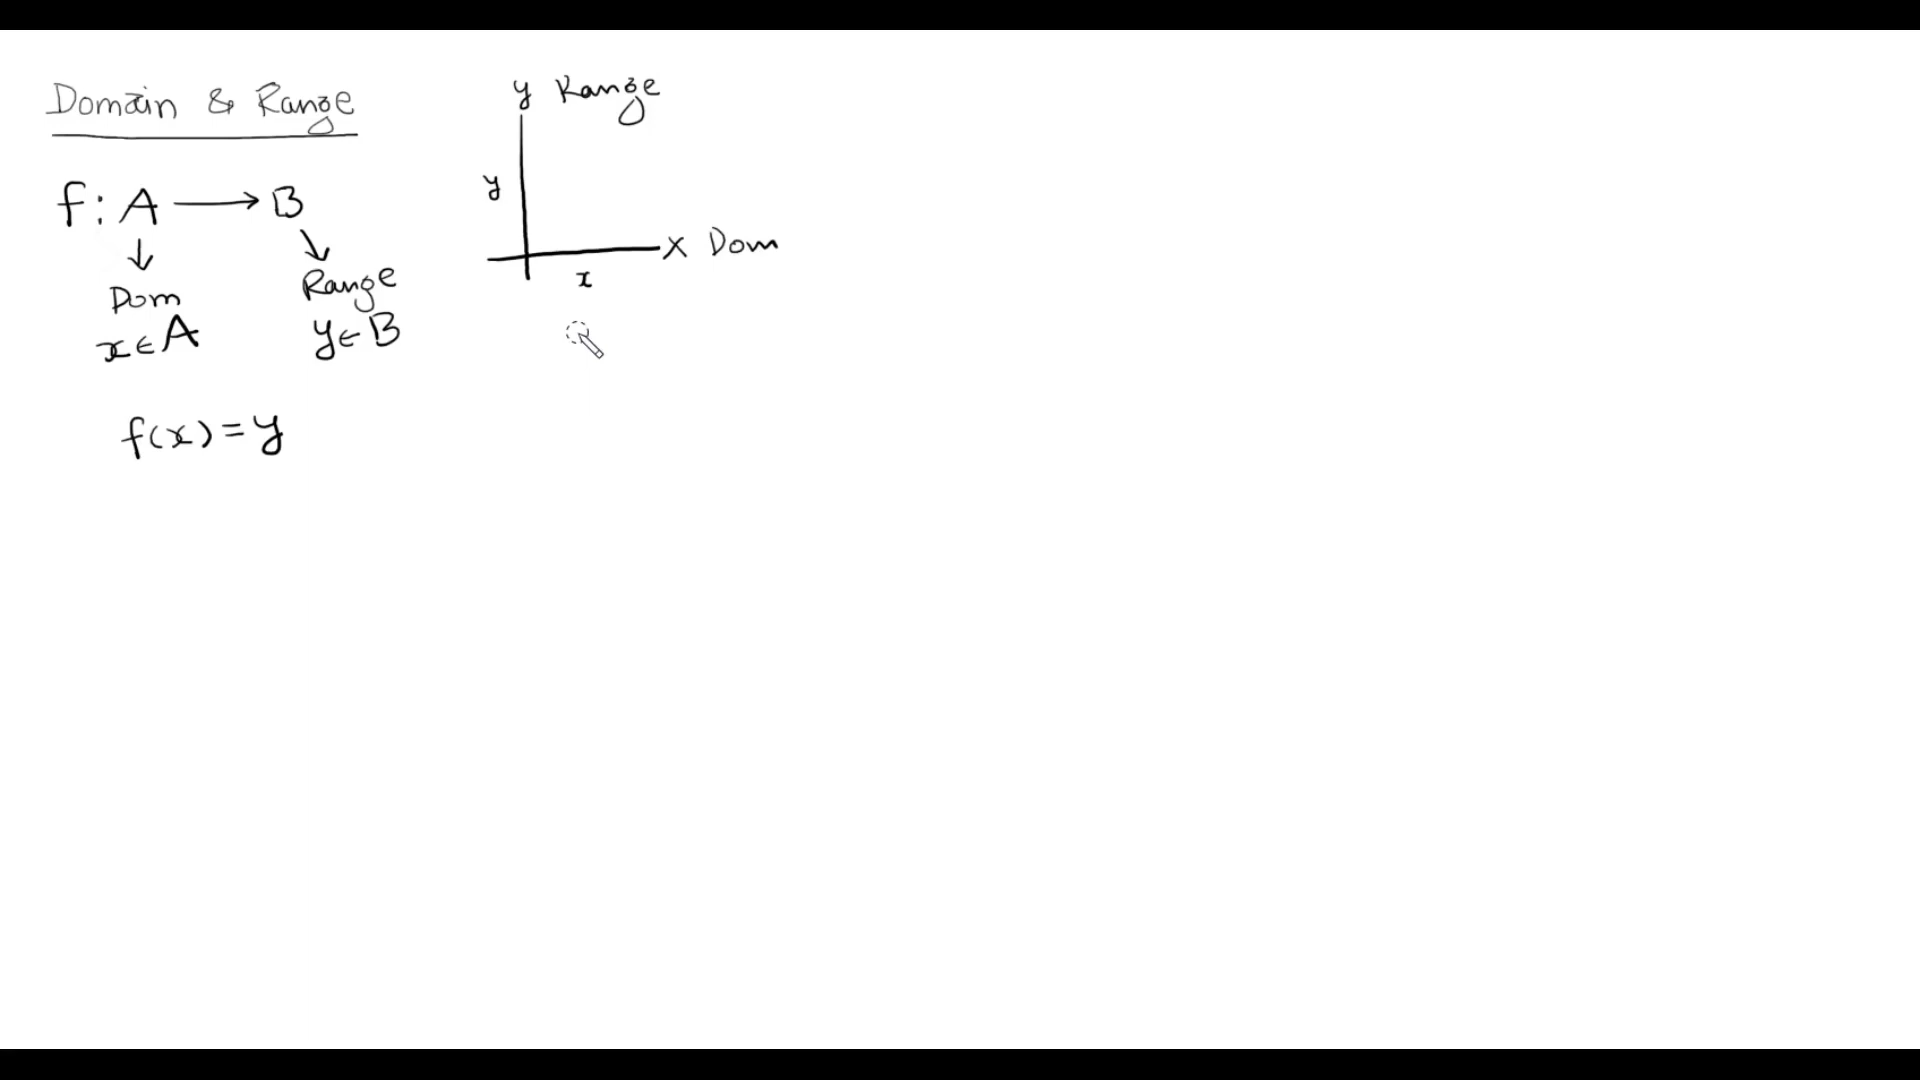 Domain & Range
f: A ⟶ B
↓ ↘
Dom Range
x∈A y∈B
f(x)=y
y Range
y
X Dom
x